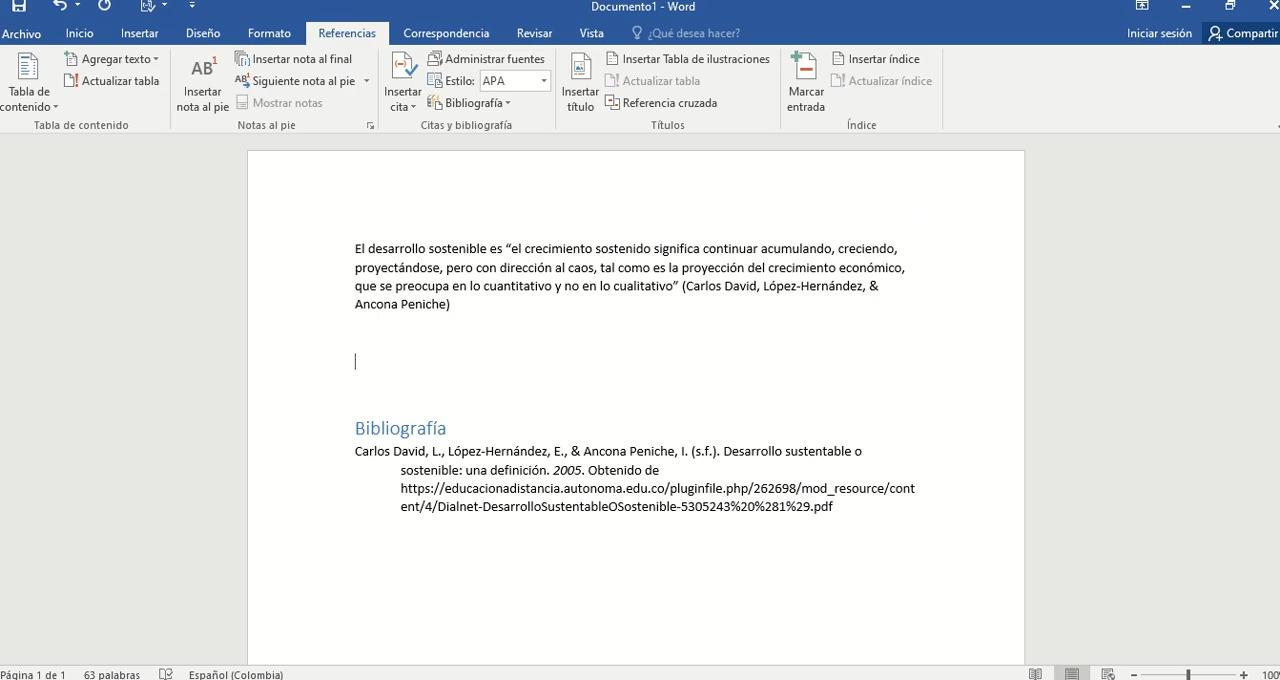 Documento1 - Word
Archivo Inicio Insertar Diseño Formato Referencias Correspondencia Revisar Vista ¿Qué desea hacer? Iniciar sesión Compartir
Tabla de contenido
Agregar texto
Actualizar tabla
Tabla de contenido
AB1
Insertar nota al pie
Insertar nota al final
AB1 Siguiente nota al pie
Mostrar notas
Notas al pie
Insertar cita
Administrar fuentes
Estilo: APA
Bibliografía
Citas y bibliografía
Insertar título
Insertar Tabla de ilustraciones
Actualizar tabla
Referencia cruzada
Títulos
Marcar entrada
Insertar índice
Actualizar índice
Índice
El desarrollo sostenible es “el crecimiento sostenido significa continuar acumulando, creciendo,
proyectándose, pero con dirección al caos, tal como es la proyección del crecimiento económico,
que se preocupa en lo cuantitativo y no en lo cualitativo” (Carlos David, López-Hernández, &
Ancona Peniche)
Bibliografía
Carlos David, L., López-Hernández, E., & Ancona Peniche, I. (s.f.). Desarrollo sustentable o
sostenible: una definición. 2005. Obtenido de
https://educacionadistancia.autonoma.edu.co/pluginfile.php/262698/mod_resource/cont
ent/4/Dialnet-DesarrolloSustentableOSostenible-5305243%20%281%29.pdf
Página 1 de 1 63 palabras Español (Colombia) 100%